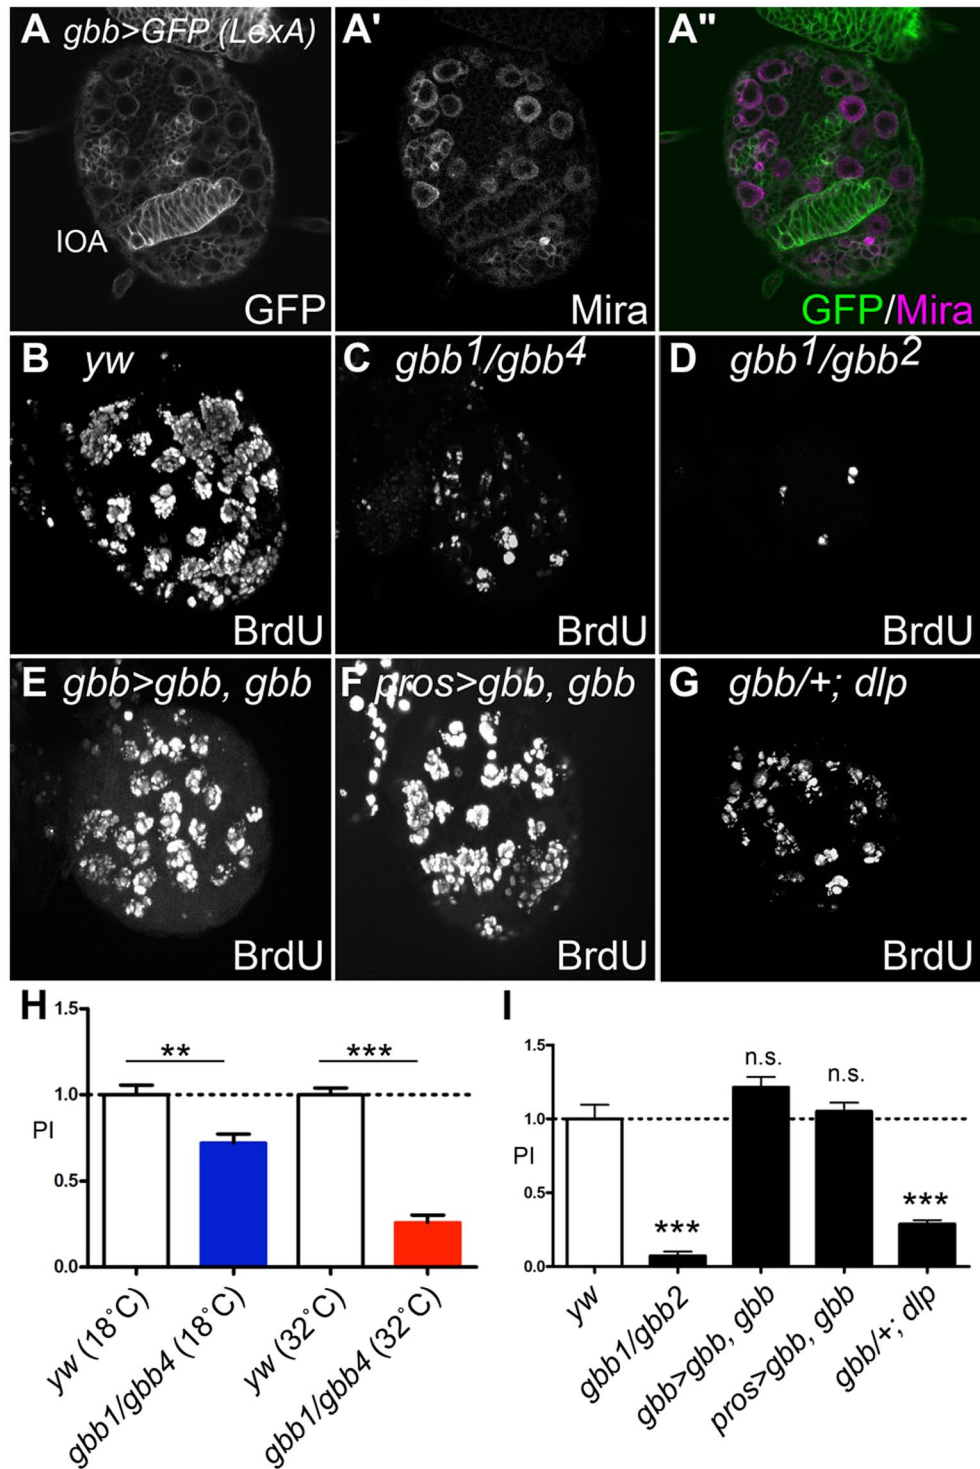 A gbb>GFP (LexA)
IOA
GFP
A'
Mira
A"
GFP/Mira
B yw
BrdU
C gbb1/gbb4
BrdU
D gbb1/gbb2
BrdU
E gbb>gbb, gbb
BrdU
F pros>gbb, gbb
BrdU
G gbb/+; dlp
BrdU
H
1.5
1.0
PI
0.5
0.0
**
***
yw (18˚C)
gbb1/gbb4 (18˚C)
yw (32˚C)
gbb1/gbb4 (32˚C)
I
1.5
1.0
PI
0.5
0.0
***
n.s.
n.s.
***
yw
gbb1/gbb2
gbb>gbb, gbb
pros>gbb, gbb
gbb/+; dlp